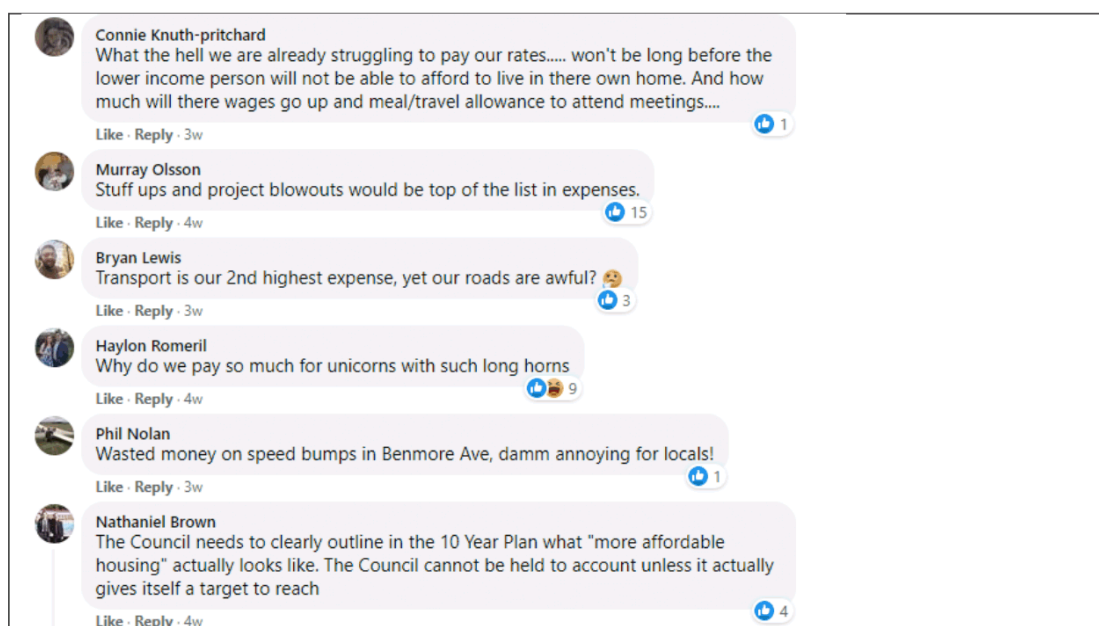 Connie Knuth-pritchard
What the hell we are already struggling to pay our rates..... won't be long before the
lower income person will not be able to afford to live in there own home. And how
much will there wages go up and meal/travel allowance to attend meetings....
1
Like · Reply · 3w
Murray Olsson
Stuff ups and project blowouts would be top of the list in expenses.
15
Like · Reply · 4w
Bryan Lewis
Transport is our 2nd highest expense, yet our roads are awful?
3
Like · Reply · 3w
Haylon Romeril
Why do we pay so much for unicorns with such long horns
9
Like · Reply · 4w
Phil Nolan
Wasted money on speed bumps in Benmore Ave, damm annoying for locals!
1
Like · Reply · 3w
Nathaniel Brown
The Council needs to clearly outline in the 10 Year Plan what "more affordable
housing" actually looks like. The Council cannot be held to account unless it actually
gives itself a target to reach
4
Like · Reply · 4w